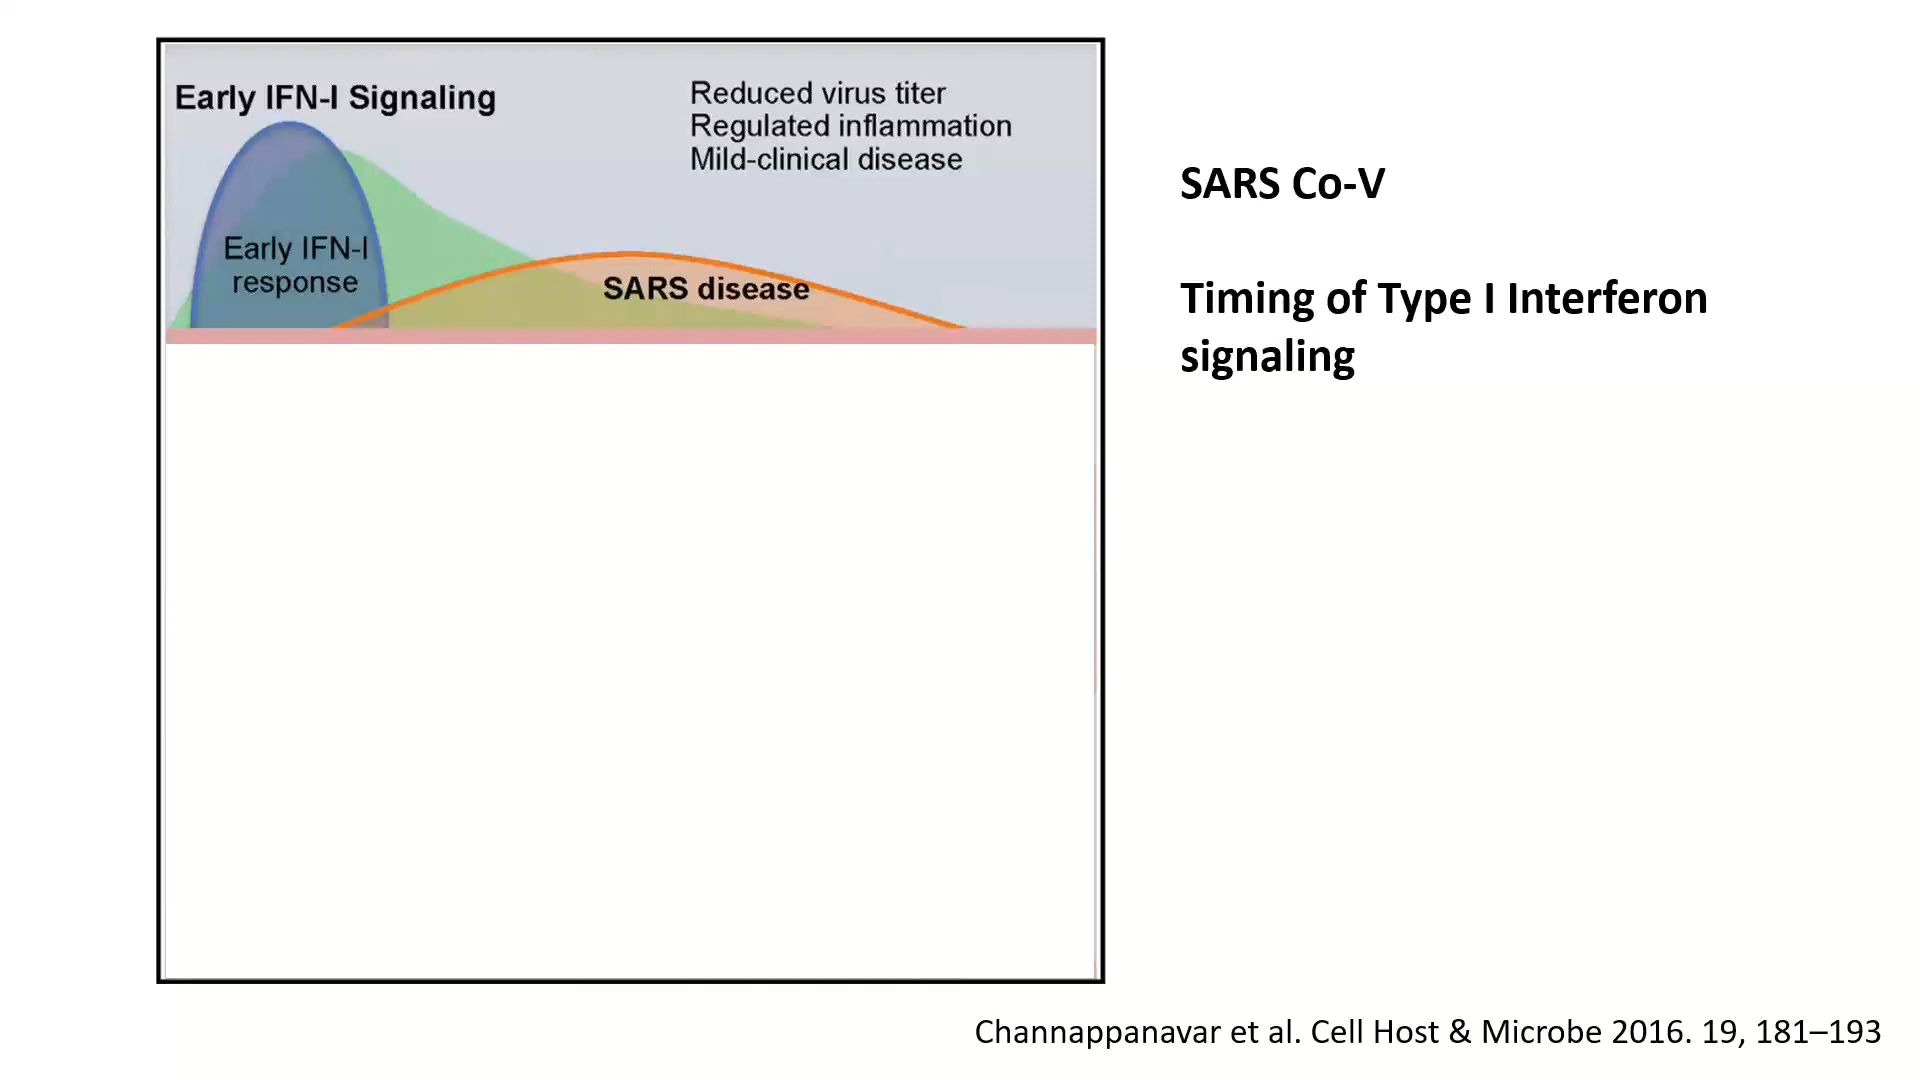 Early IFN-I Signaling
Reduced virus titer
Regulated inflammation
Mild-clinical disease
Early IFN-I
response
SARS disease
SARS Co-V
Timing of Type I Interferon
signaling
Channappanavar et al. Cell Host & Microbe 2016. 19, 181–193